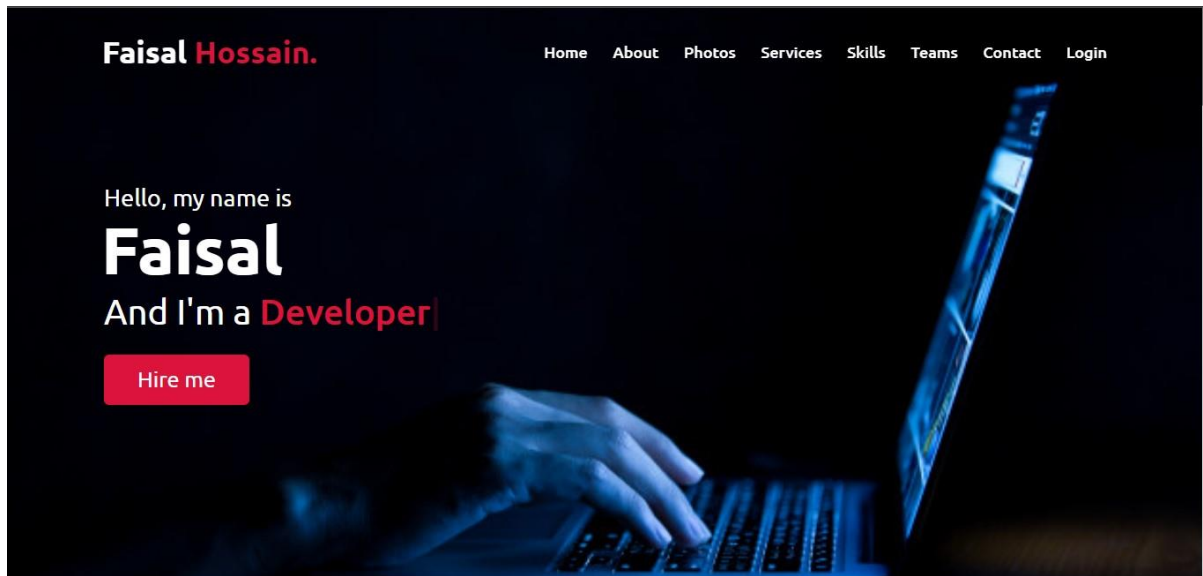 Faisal Hossain.
Home About Photos Services Skills Teams Contact Login
Hello, my name is
Faisal
And I'm a Developer
Hire me